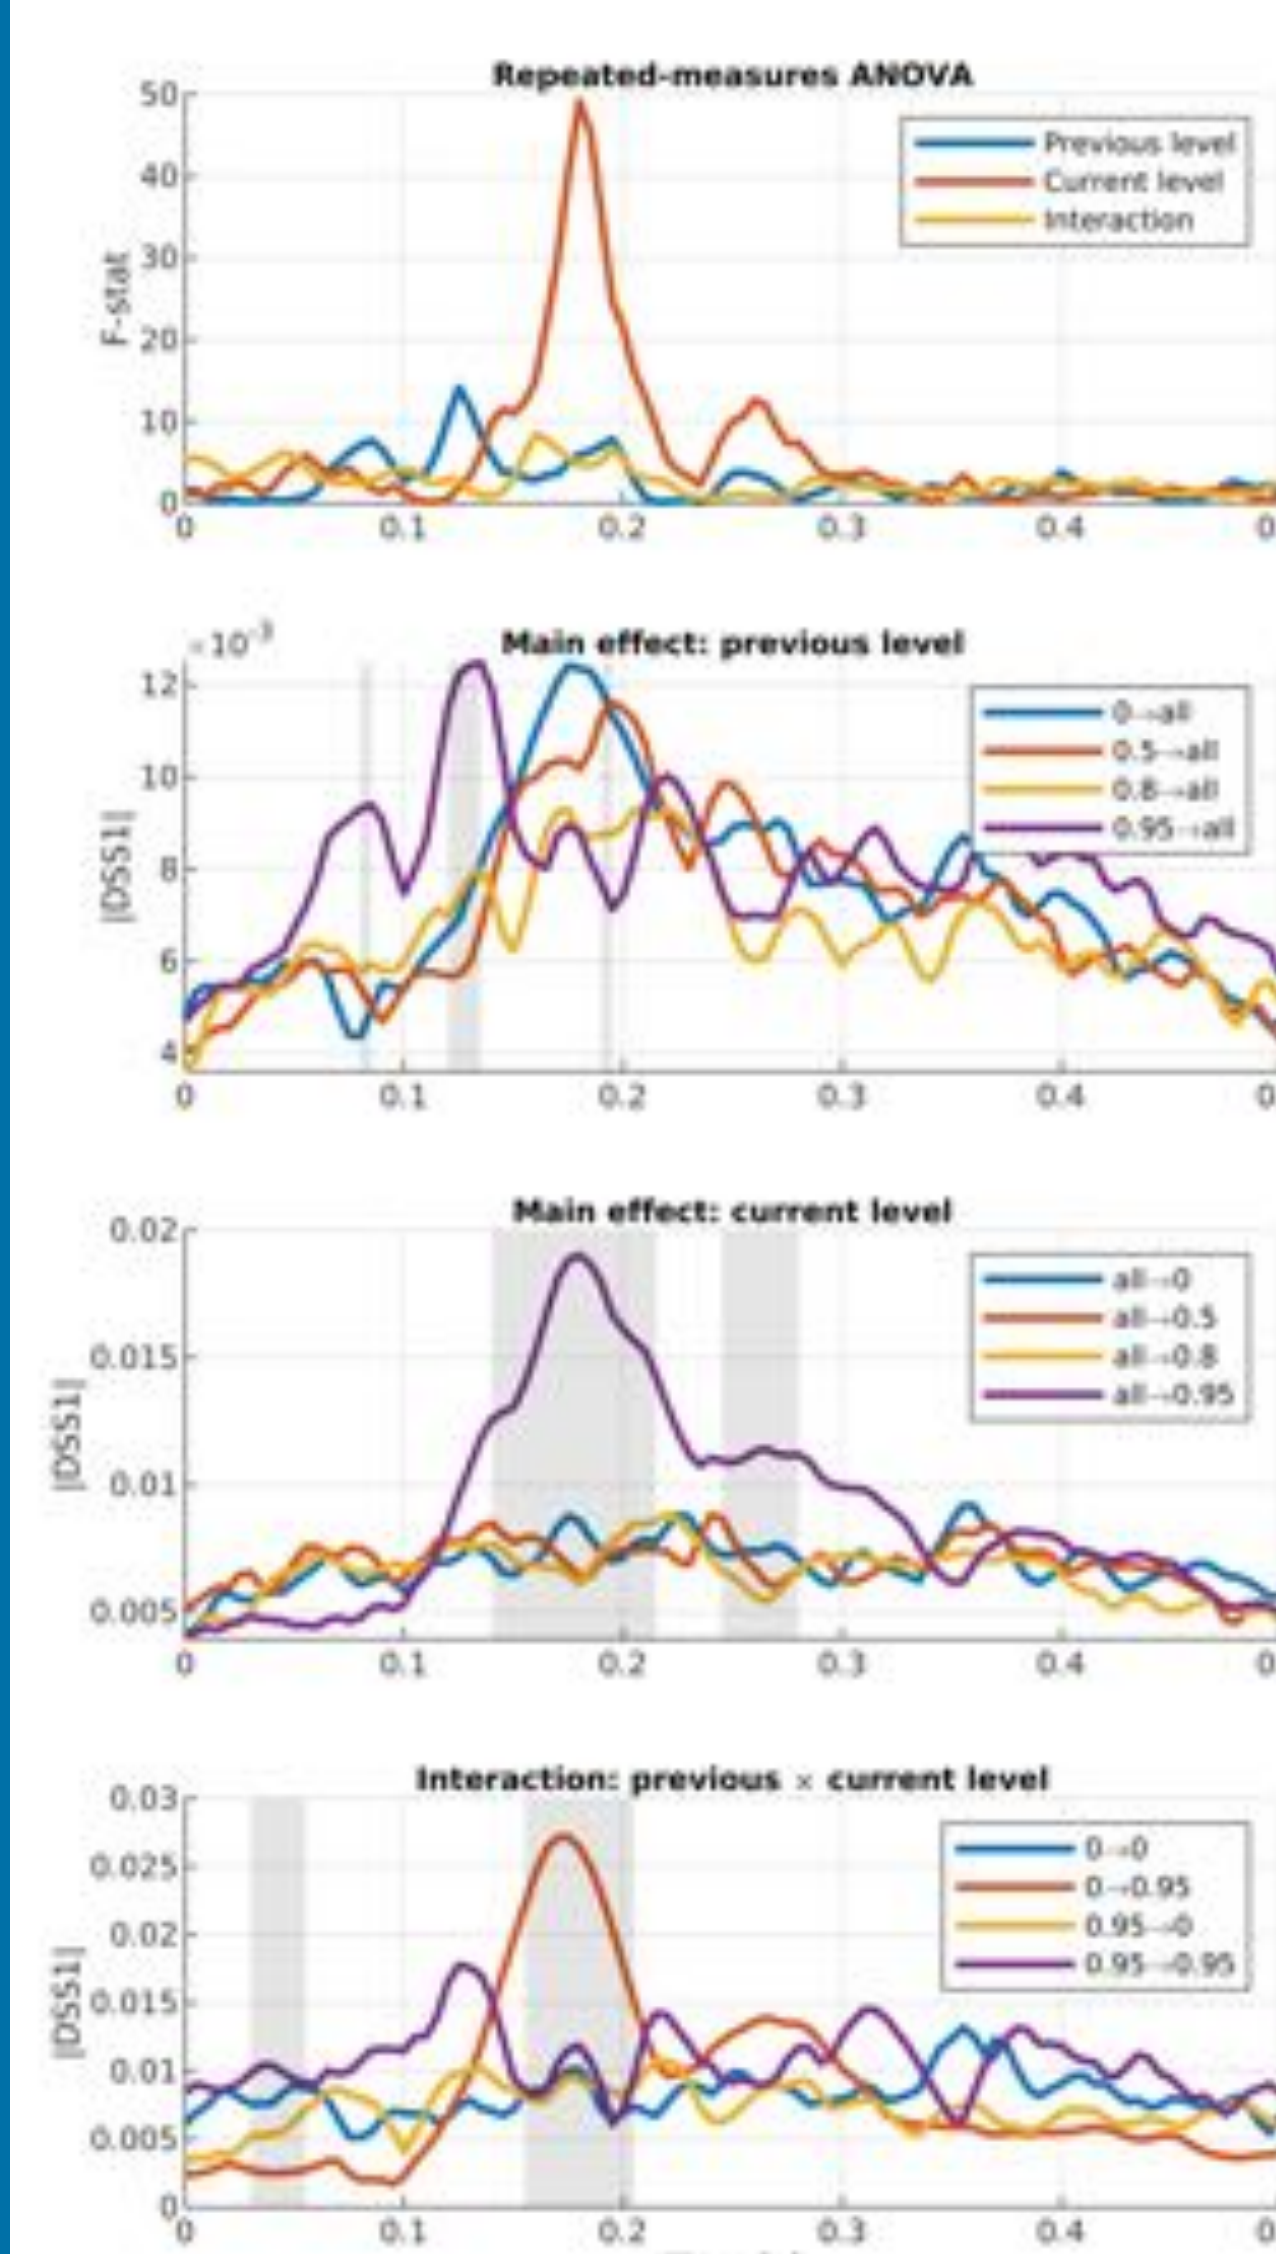 Repeated-measures ANOVA
50
40
30
20
10
0
F-stat
Previous level
Current level
Interaction
0 0.1 0.2 0.3 0.4 0
×10⁻³
Main effect: previous level
12
10
8
6
4
|DSS1|
0→all
0.5→all
0.8→all
0.95→all
0 0.1 0.2 0.3 0.4 0
Main effect: current level
0.02
0.015
0.01
0.005
|DSS1|
all→0
all→0.5
all→0.8
all→0.95
0 0.1 0.2 0.3 0.4 0
Interaction: previous × current level
0.03
0.025
0.02
0.015
0.01
0.005
0
|DSS1|
0→0
0→0.95
0.95→0
0.95→0.95
0 0.1 0.2 0.3 0.4 0